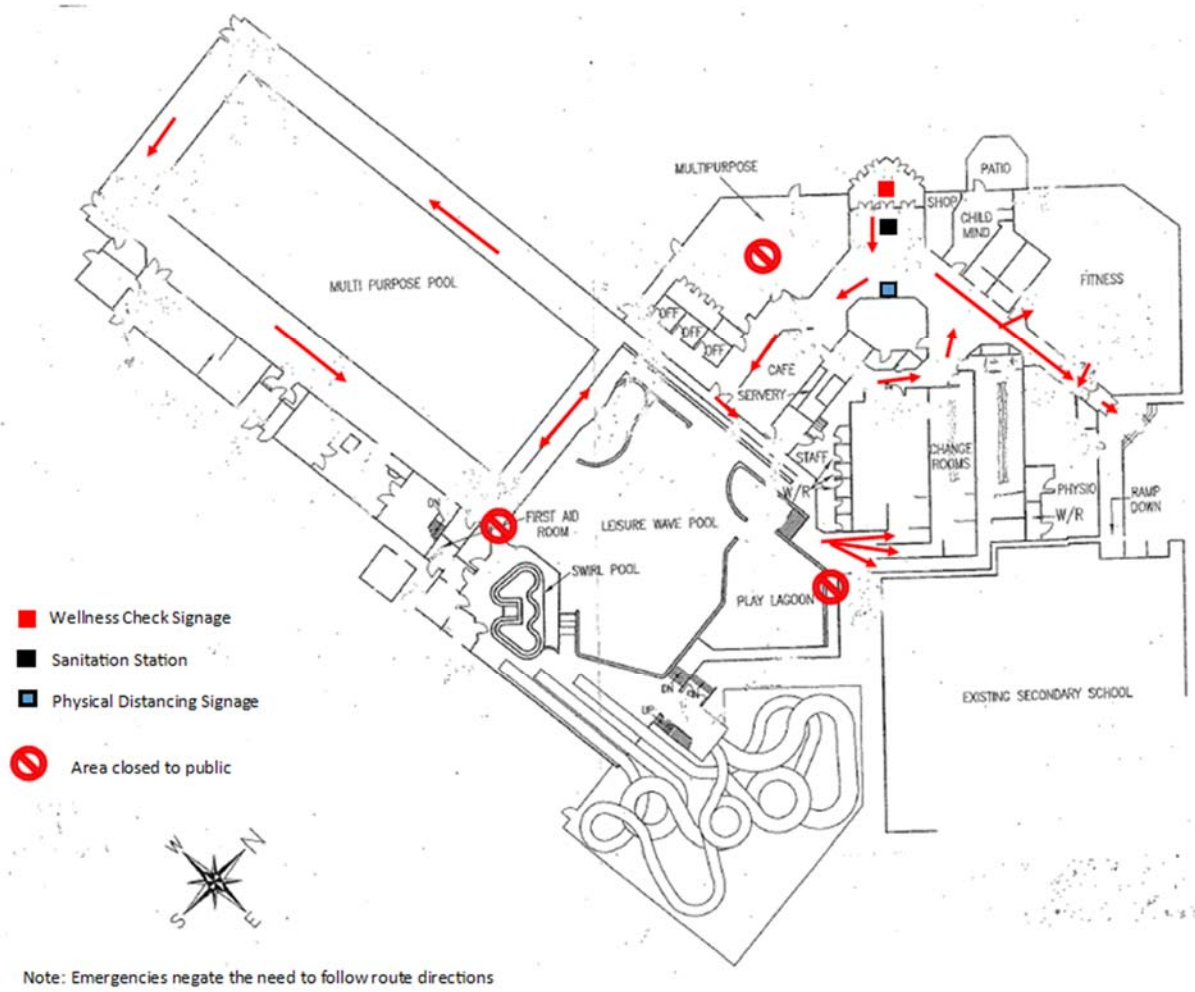 PATIO
MULTIPURPOSE
SHOP
CHILD
MIND
FITNESS
MULTI PURPOSE POOL
OFF
OFF
OFF
CAFE
SERVERY
STAFF
W/R
CHANGE
ROOMS
PHYSIO
W/R
RAMP
DOWN
DN
FIRST AID
ROOM
LEISURE WAVE POOL
SWIRL POOL
PLAY LAGOON
DN
DN
UP
EXISTING SECONDARY SCHOOL
Wellness Check Signage
Sanitation Station
Physical Distancing Signage
Area closed to public
W
N
S
E
Note: Emergencies negate the need to follow route directions